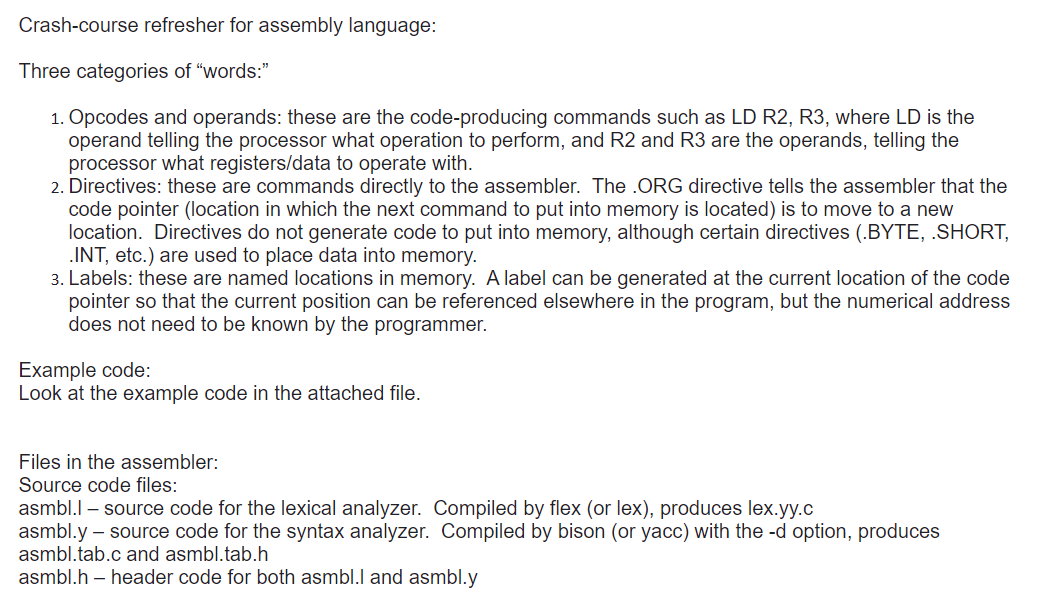 Crash-course refresher for assembly language:
Three categories of “words:”
1. Opcodes and operands: these are the code-producing commands such as LD R2, R3, where LD is the
operand telling the processor what operation to perform, and R2 and R3 are the operands, telling the
processor what registers/data to operate with.
2. Directives: these are commands directly to the assembler.  The .ORG directive tells the assembler that the
code pointer (location in which the next command to put into memory is located) is to move to a new
location.  Directives do not generate code to put into memory, although certain directives (.BYTE, .SHORT,
.INT, etc.) are used to place data into memory.
3. Labels: these are named locations in memory.  A label can be generated at the current location of the code
pointer so that the current position can be referenced elsewhere in the program, but the numerical address
does not need to be known by the programmer.
Example code:
Look at the example code in the attached file.
Files in the assembler:
Source code files:
asmbl.l – source code for the lexical analyzer.  Compiled by flex (or lex), produces lex.yy.c
asmbl.y – source code for the syntax analyzer.  Compiled by bison (or yacc) with the -d option, produces
asmbl.tab.c and asmbl.tab.h
asmbl.h – header code for both asmbl.l and asmbl.y